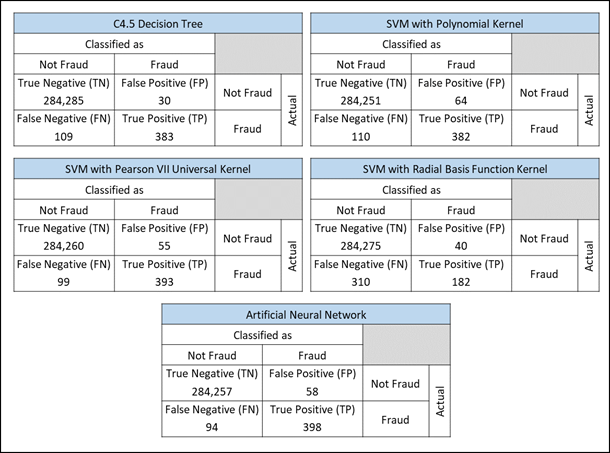 C4.5 Decision Tree
Classified as
Not Fraud Fraud
True Negative (TN) False Positive (FP) Not Fraud Actual
284,285 30
False Negative (FN) True Positive (TP) Fraud
109 383
SVM with Polynomial Kernel
Classified as
Not Fraud Fraud
True Negative (TN) False Positive (FP) Not Fraud Actual
284,251 64
False Negative (FN) True Positive (TP) Fraud
110 382
SVM with Pearson VII Universal Kernel
Classified as
Not Fraud Fraud
True Negative (TN) False Positive (FP) Not Fraud Actual
284,260 55
False Negative (FN) True Positive (TP) Fraud
99 393
SVM with Radial Basis Function Kernel
Classified as
Not Fraud Fraud
True Negative (TN) False Positive (FP) Not Fraud Actual
284,275 40
False Negative (FN) True Positive (TP) Fraud
310 182
Artificial Neural Network
Classified as
Not Fraud Fraud
True Negative (TN) False Positive (FP) Not Fraud Actual
284,257 58
False Negative (FN) True Positive (TP) Fraud
94 398